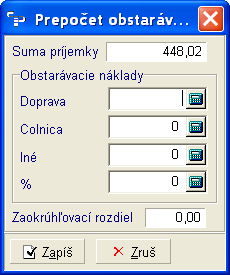 Prepočet obstaráv...
Suma príjemky 448,02
Obstarávacie náklady
Doprava
Colnica 0
Iné 0
% 0
Zaokrúhľovací rozdiel 0,00
Zapíš Zruš